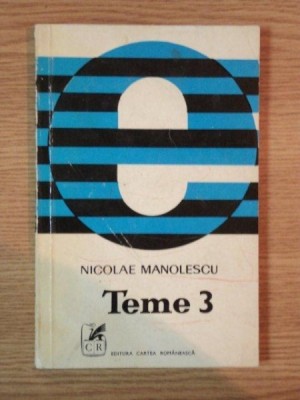 e
NICOLAE MANOLESCU
Teme 3
C R
EDITURA CARTEA ROMÂNEASCĂ